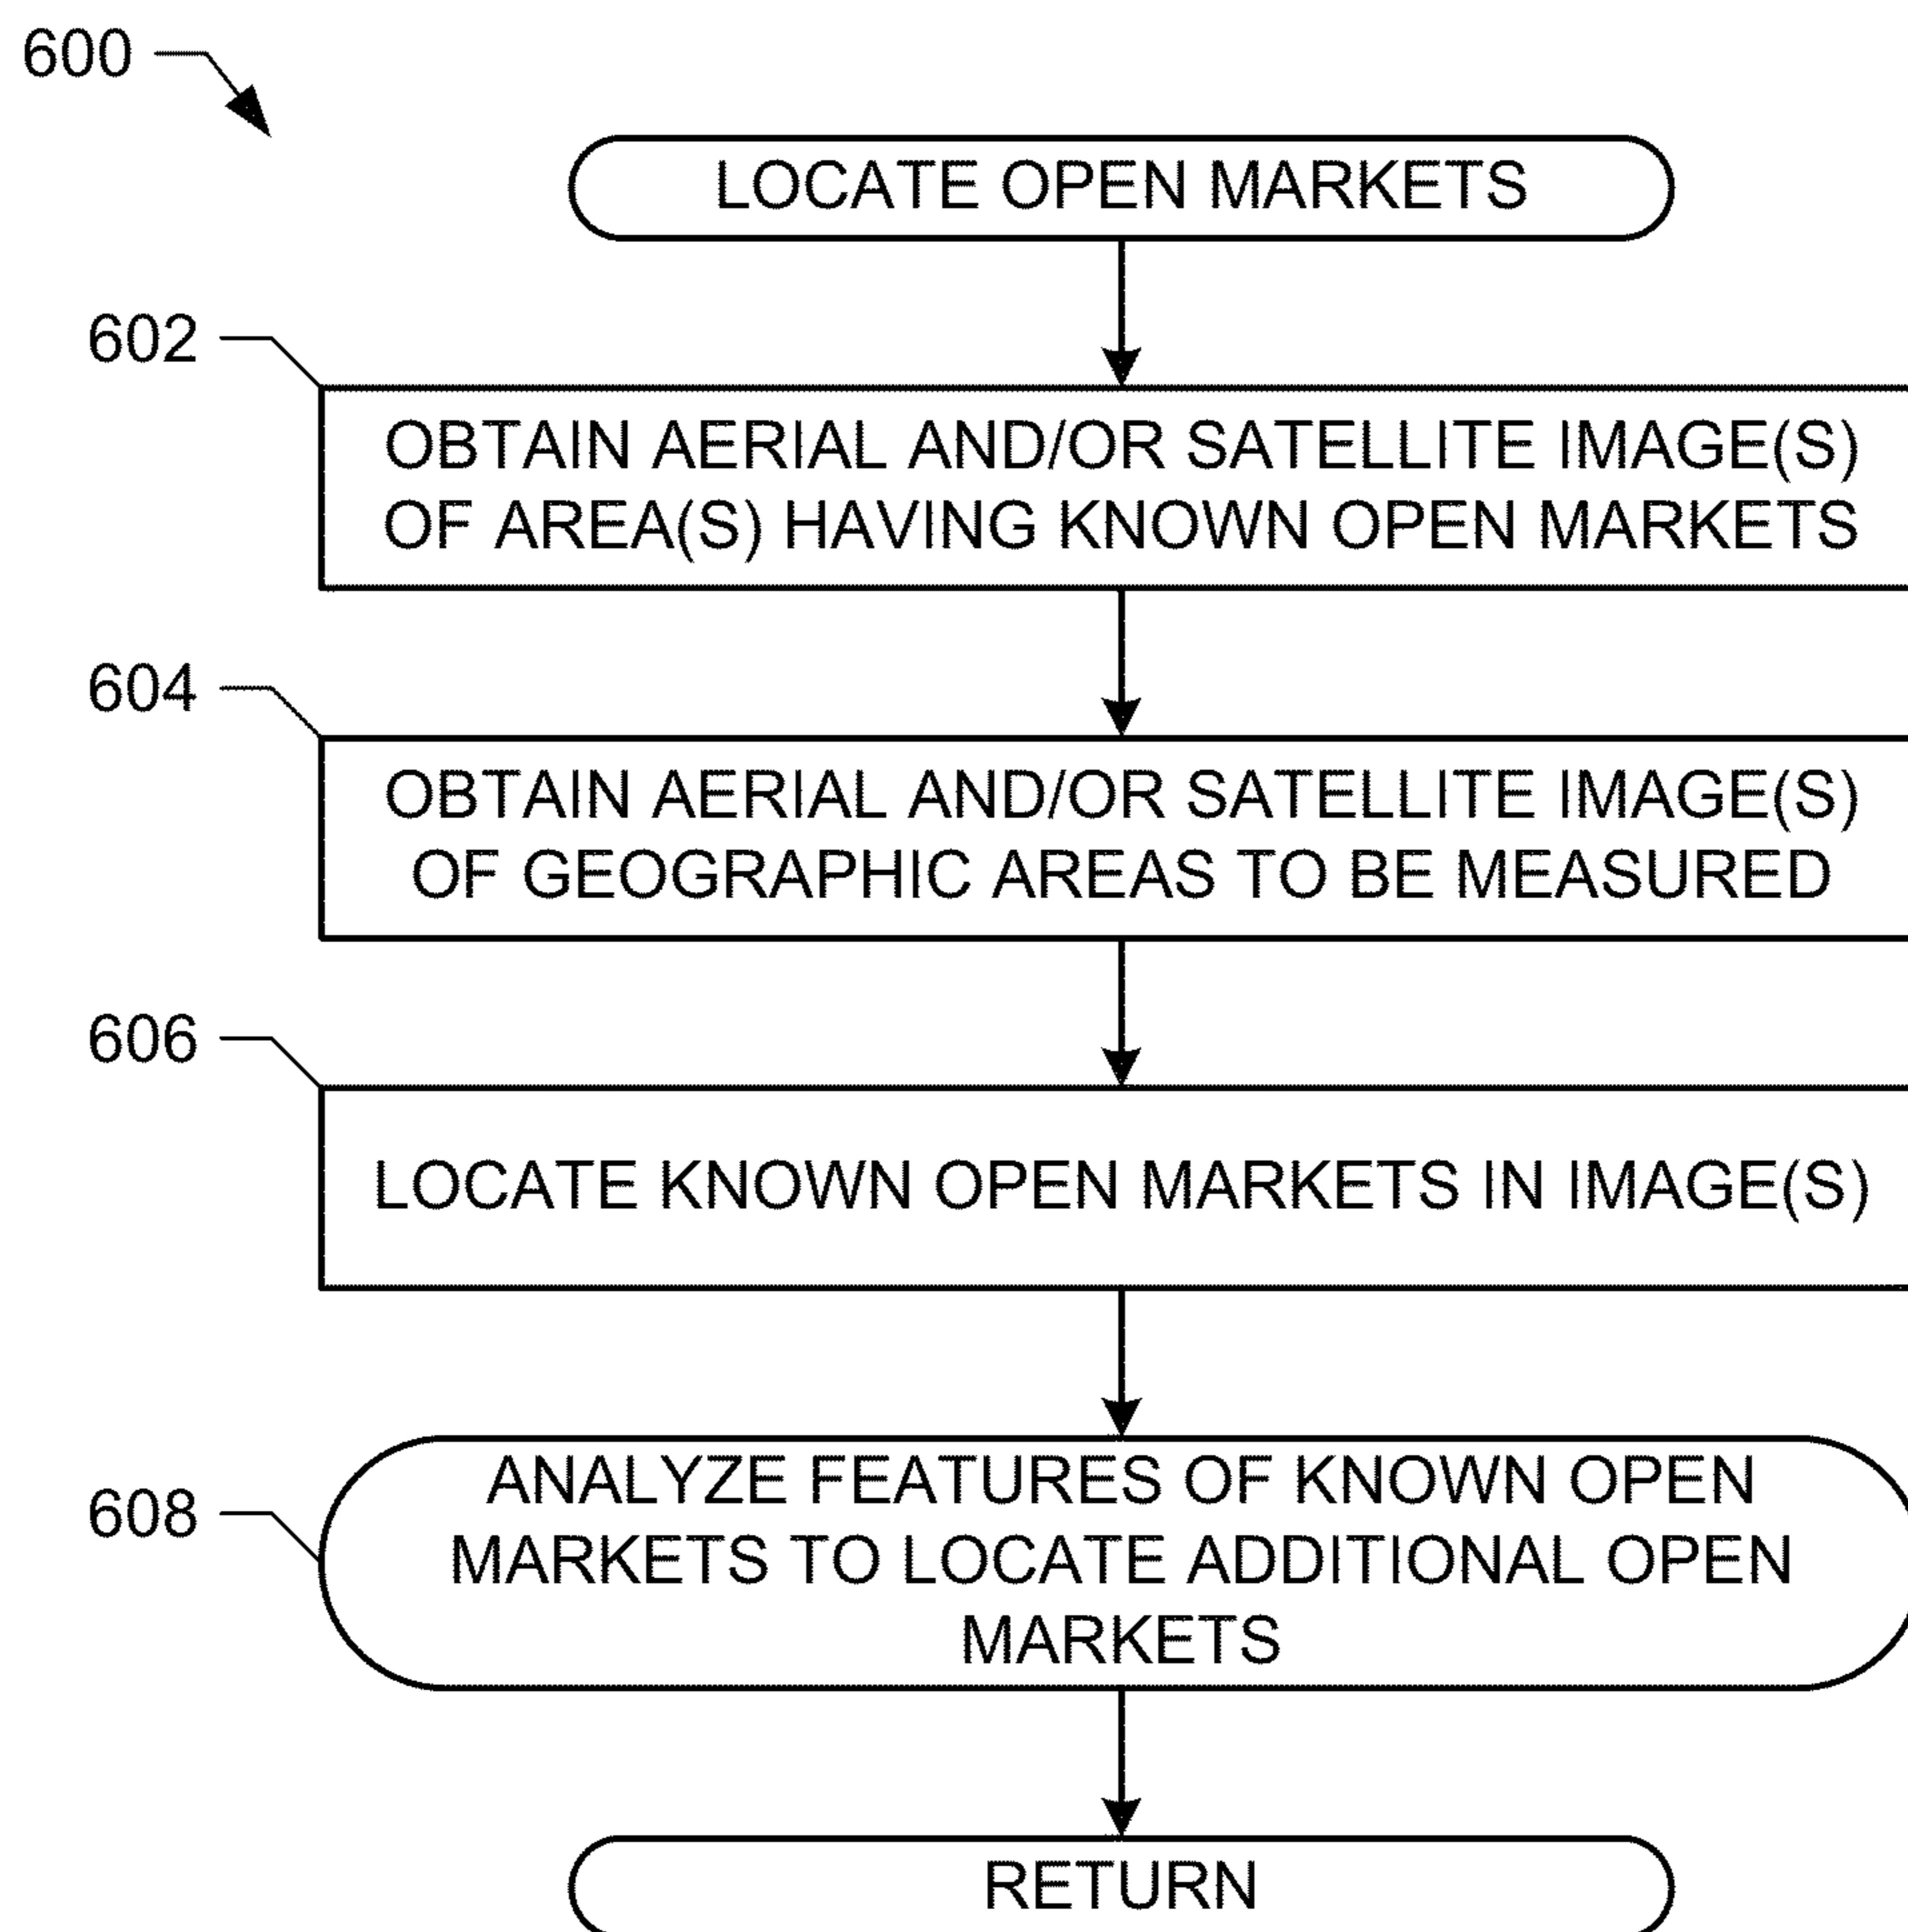 600
LOCATE OPEN MARKETS
602
OBTAIN AERIAL AND/OR SATELLITE IMAGE(S)
OF AREA(S) HAVING KNOWN OPEN MARKETS
604
OBTAIN AERIAL AND/OR SATELLITE IMAGE(S)
OF GEOGRAPHIC AREAS TO BE MEASURED
606
LOCATE KNOWN OPEN MARKETS IN IMAGE(S)
608
ANALYZE FEATURES OF KNOWN OPEN
MARKETS TO LOCATE ADDITIONAL OPEN
MARKETS
RETURN